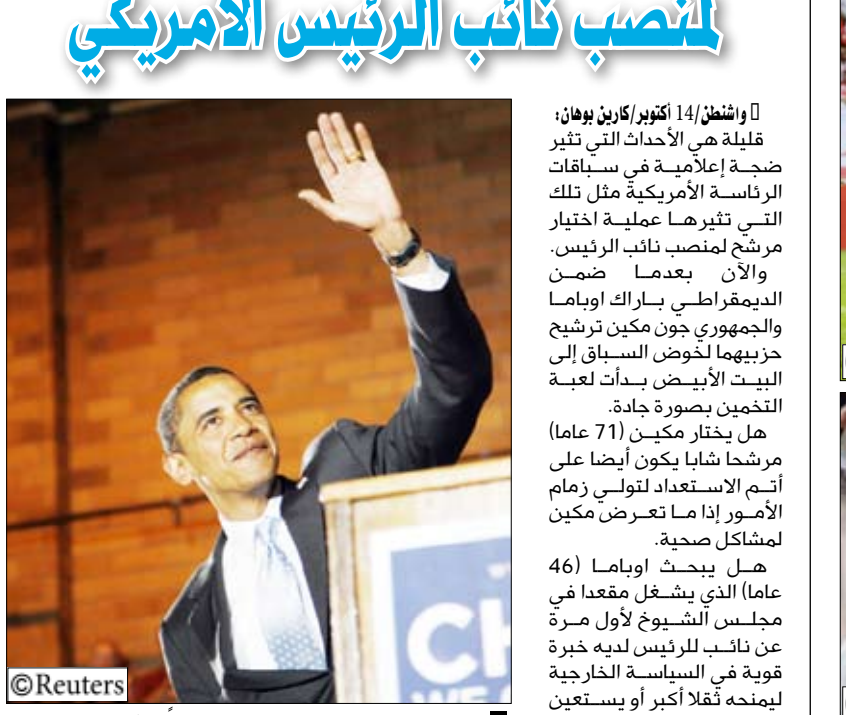 لمنصب نائب الرئيس الأمريكي
واشنطن/14 أكتوبر/كارين بوهان:
قليلة هي الأحداث التي تثير
ضجة إعلامية في سباقات
الرئاسة الأمريكية مثل تلك
التي تثيرها عملية اختيار
مرشح لمنصب نائب الرئيس.
والآن بعدما ضمن
الديمقراطي باراك اوباما
والجمهوري جون مكين ترشيح
حزبيهما لخوض السباق إلى
البيت الأبيض بدأت لعبة
التخمين بصورة جادة.
هل يختار مكين (71 عاما)
مرشحا شابا يكون أيضا على
أتم الاستعداد لتولي زمام
الأمور إذا ما تعرض مكين
لمشاكل صحية.
هل يبحث اوباما (46
عاما) الذي يشغل مقعدا في
مجلس الشيوخ لأول مرة
عن نائب للرئيس لديه خبرة
قوية في السياسة الخارجية
ليمنحه ثقلا أكبر أو يستعين
CH
WE
©Reuters